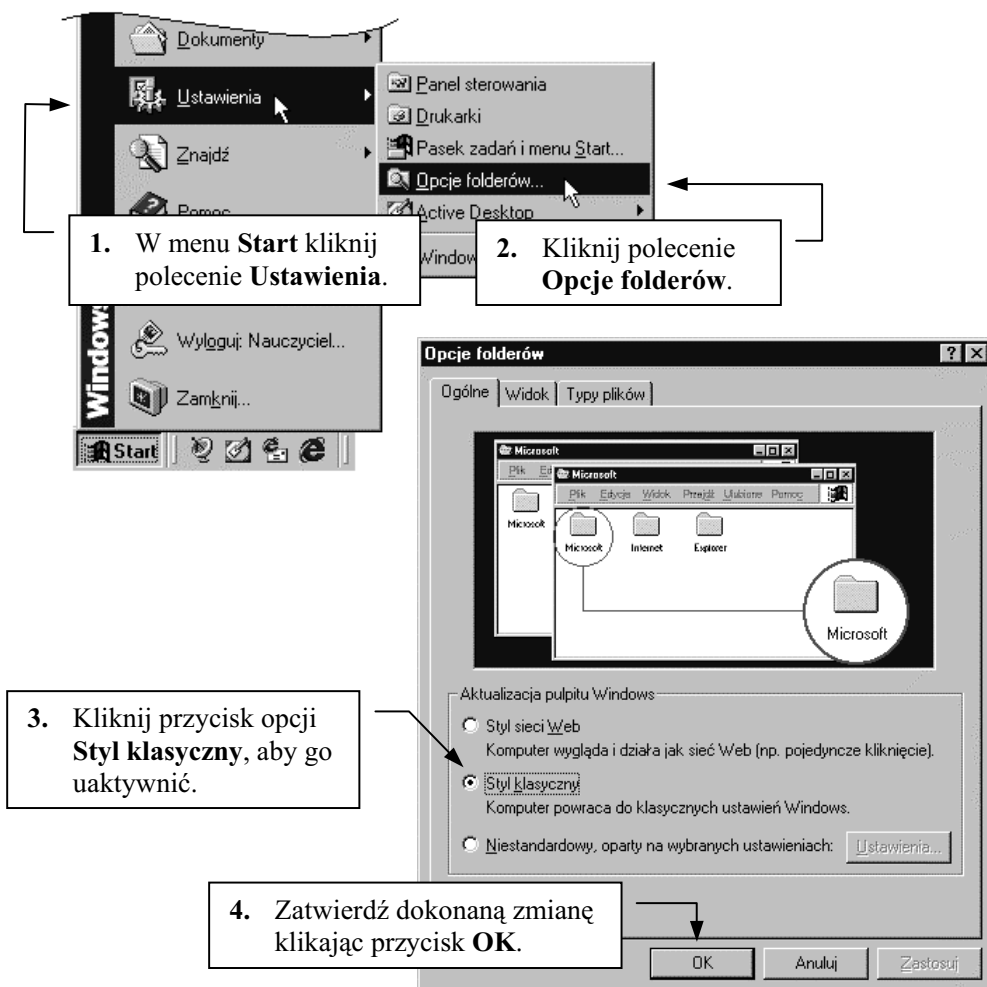 Dokumenty
Ustawienia
Znajdź
Pomoc
Panel sterowania
Drukarki
Pasek zadań i menu Start...
Opcje folderów...
Active Desktop
Window
1. W menu Start kliknij
polecenie Ustawienia.
2. Kliknij polecenie
Opcje folderów.
Windows
Wyloguj: Nauczyciel...
Zamknij...
Start
Opcje folderów
Ogólne Widok Typy plików
Microsoft
Plik Ed
Microsoft
Microsoft
Plik Edycja Widok Przejdź Ulubione Pomoc
Microsoft Internet Explorer
Microsoft
3. Kliknij przycisk opcji
Styl klasyczny, aby go
uaktywnić.
Aktualizacja pulpitu Windows
Styl sieci Web
Komputer wygląda i działa jak sieć Web (np. pojedyncze kliknięcie).
Styl klasyczny
Komputer powraca do klasycznych ustawień Windows.
Niestandardowy, oparty na wybranych ustawieniach: Ustawienia...
4. Zatwierdź dokonaną zmianę
klikając przycisk OK.
OK Anuluj Zastosuj